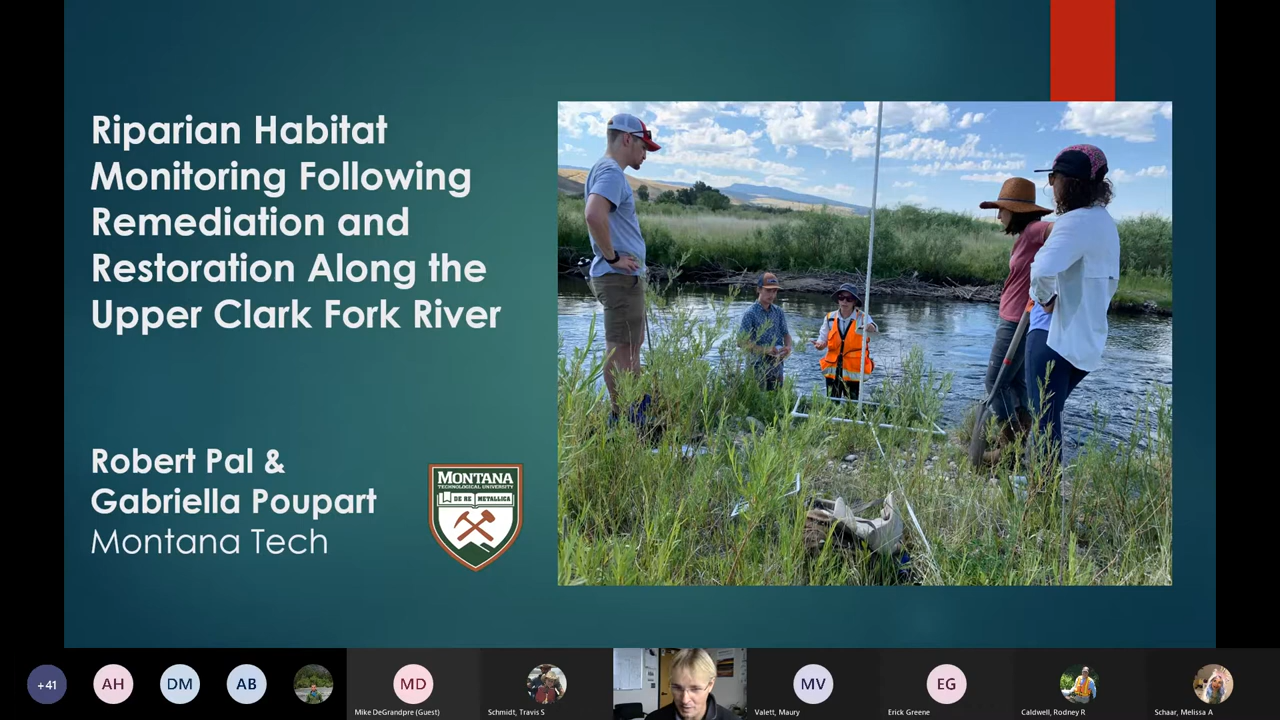 Riparian Habitat
Monitoring Following
Remediation and
Restoration Along the
Upper Clark Fork River
Robert Pal &
Gabriella Poupart
Montana Tech
MONTANA
TECHNOLOGICAL UNIVERSITY
DE RE METALLICA
+41
AH
DM
AB
MD
Mike DeGrandpre (Guest)
Schmidt, Travis S
MV
Valett, Maury
EG
Erick Greene
Caldwell, Rodney R
Schaar, Melissa A